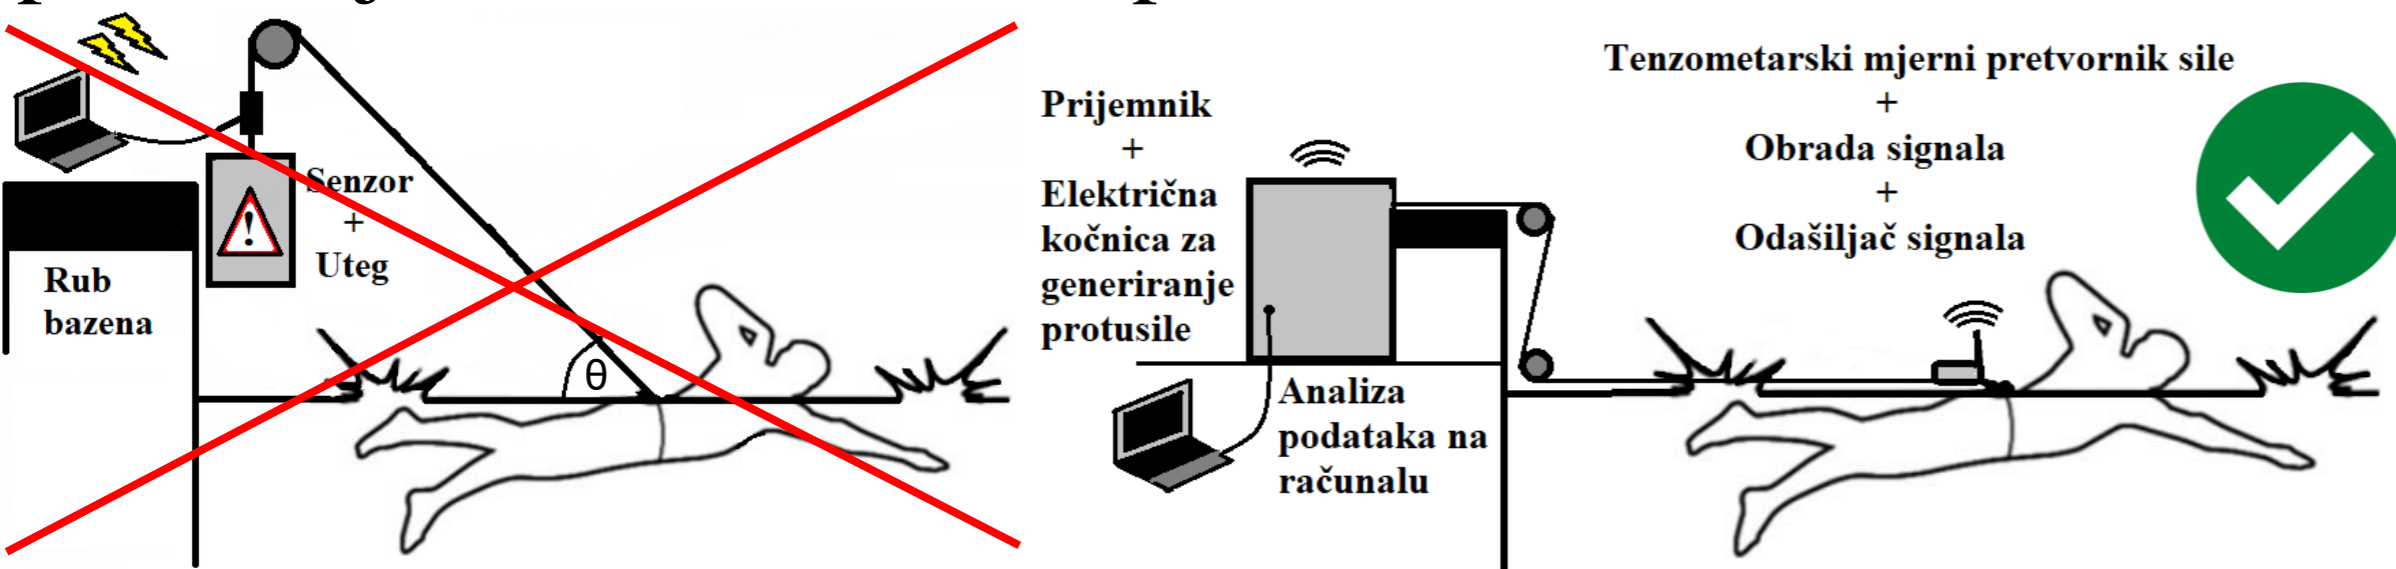 Senzor
+
Uteg
!
Rub
bazena
θ
Prijemnik
+
Električna
kočnica za
generiranje
protusile
Tenzometarski mjerni pretvornik sile
+
Obrada signala
+
Odašiljač signala
Analiza
podataka na
računalu